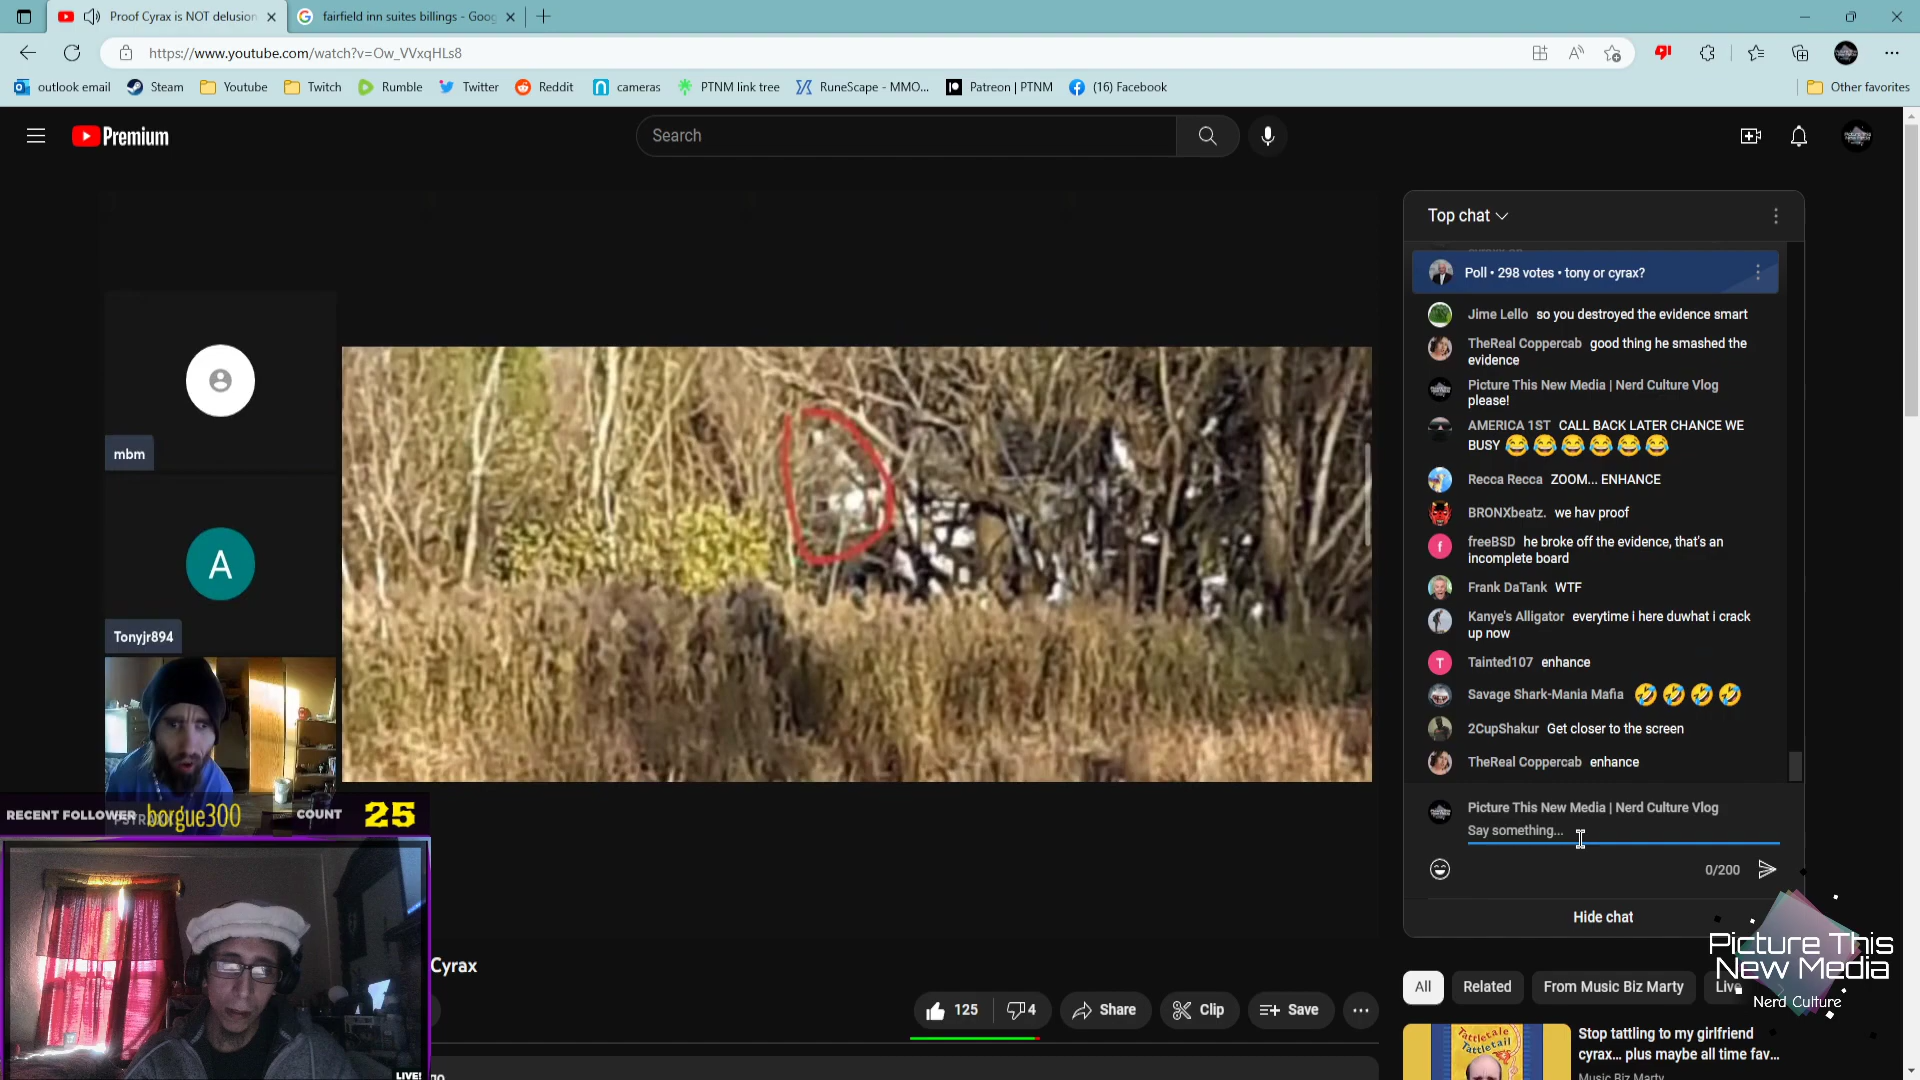 Proof Cyrax is NOT delusion
fairfield inn suites billings - Goog
https://www.youtube.com/watch?v=Ow_VVxqHLs8
outlook email
Steam
Youtube
Twitch
Rumble
Twitter
Reddit
cameras
PTNM link tree
RuneScape - MMO...
Patreon | PTNM
(16) Facebook
Other favorites
Premium
Search
Top chat
Poll • 298 votes • tony or cyrax?
Jime Lello so you destroyed the evidence smart
TheReal Coppercab good thing he smashed the
evidence
Picture This New Media | Nerd Culture Vlog
please!
AMERICA 1ST CALL BACK LATER CHANCE WE
BUSY 😂😂😂😂😂😂
Recca Recca ZOOM... ENHANCE
BRONXbeatz. we hav proof
freeBSD he broke off the evidence, that's an
incomplete board
Frank DaTank WTF
Kanye's Alligator everytime i here duwhat i crack
up now
Tainted107 enhance
Savage Shark-Mania Mafia 🤣🤣🤣🤣
2CupShakur Get closer to the screen
TheReal Coppercab enhance
Picture This New Media | Nerd Culture Vlog
Say something...
0/200
Hide chat
mbm
A
Tonyjr894
RECENT FOLLOWER borgue300 COUNT 25
LIVE!
Cyrax
125
4
Share
Clip
Save
All
Related
From Music Biz Marty
Live
Picture This
New Media
Nerd Culture
Tattletale
Tattletail
Stop tattling to my girlfriend
cyrax... plus maybe all time fav...
Music Biz Marty